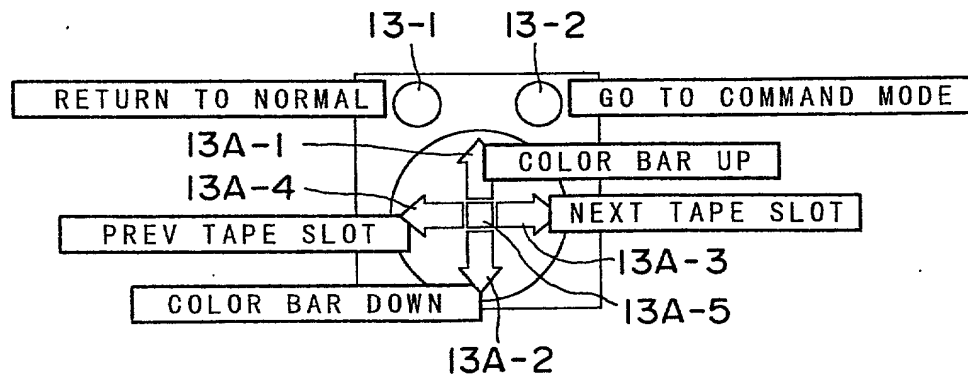 13-1 13-2
RETURN TO NORMAL GO TO COMMAND MODE
13A-1 COLOR BAR UP
13A-4
PREV TAPE SLOT NEXT TAPE SLOT
13A-3
COLOR BAR DOWN 13A-5
13A-2